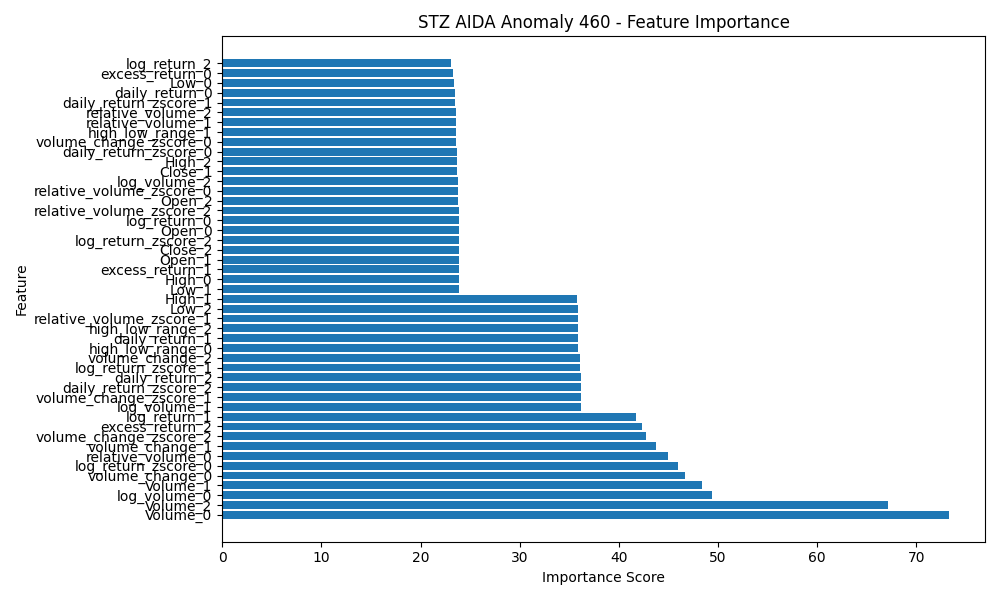 STZ AIDA Anomaly 460 - Feature Importance
log_return_2
excess_return_0
Low_0
daily_return_0
daily_return_zscore_1
relative_volume_2
relative_volume_1
high_low_range_1
volume_change_zscore_0
daily_return_zscore_0
High_2
Close_1
log_volume_2
relative_volume_zscore_0
Open_2
relative_volume_zscore_2
log_return_0
Open_0
log_return_zscore_2
Close_2
Open_1
excess_return_1
High_0
Low_1
High_1
Low_2
relative_volume_zscore_1
high_low_range_2
daily_return_1
high_low_range_0
volume_change_2
log_return_zscore_1
daily_return_2
daily_return_zscore_2
volume_change_zscore_1
log_volume_1
log_return_1
excess_return_2
volume_change_zscore_2
volume_change_1
relative_volume_0
log_return_zscore_0
volume_change_0
Volume_1
log_volume_0
Volume_2
Volume_0
Feature
0 10 20 30 40 50 60 70
Importance Score